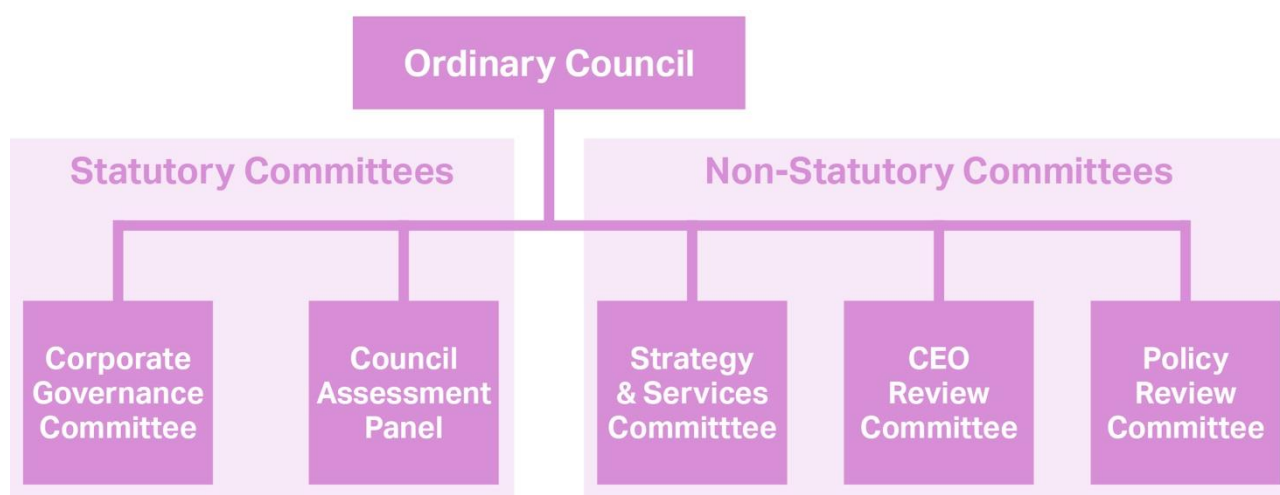 Ordinary Council
Statutory Committees
Non-Statutory Committees
Corporate
Governance
Committee
Council
Assessment
Panel
Strategy
& Services
Committtee
CEO
Review
Committee
Policy
Review
Committee